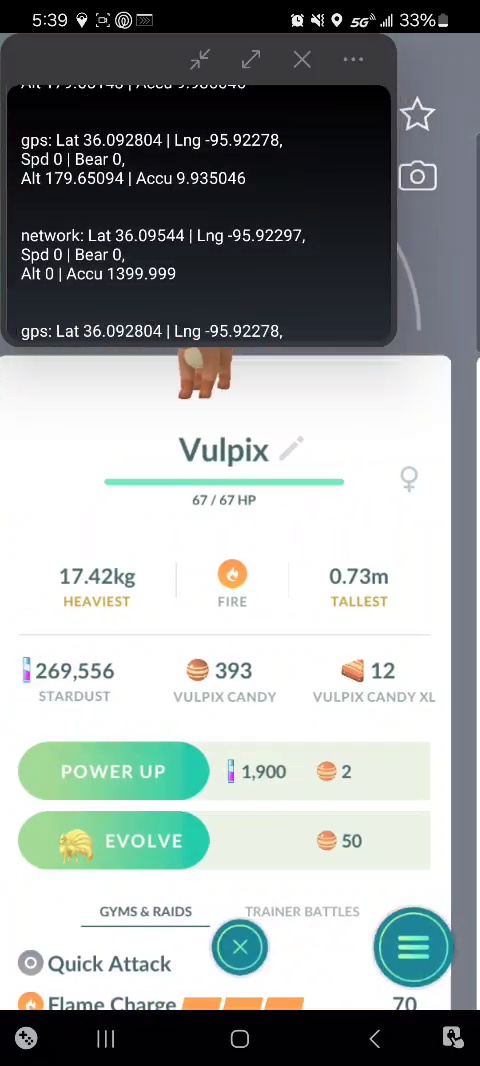 5:39
5G
33%
gps: Lat 36.092804 | Lng -95.92278,
Spd 0 | Bear 0,
Alt 179.65094 | Accu 9.935046
network: Lat 36.09544 | Lng -95.92297,
Spd 0 | Bear 0,
Alt 0 | Accu 1399.999
gps: Lat 36.092804 | Lng -95.92278,
Vulpix
67 / 67 HP
17.42kg
HEAVIEST
FIRE
0.73m
TALLEST
269,556
STARDUST
393
VULPIX CANDY
12
VULPIX CANDY XL
POWER UP
1,900
2
EVOLVE
50
GYMS & RAIDS
TRAINER BATTLES
Quick Attack
Flame Charge
70